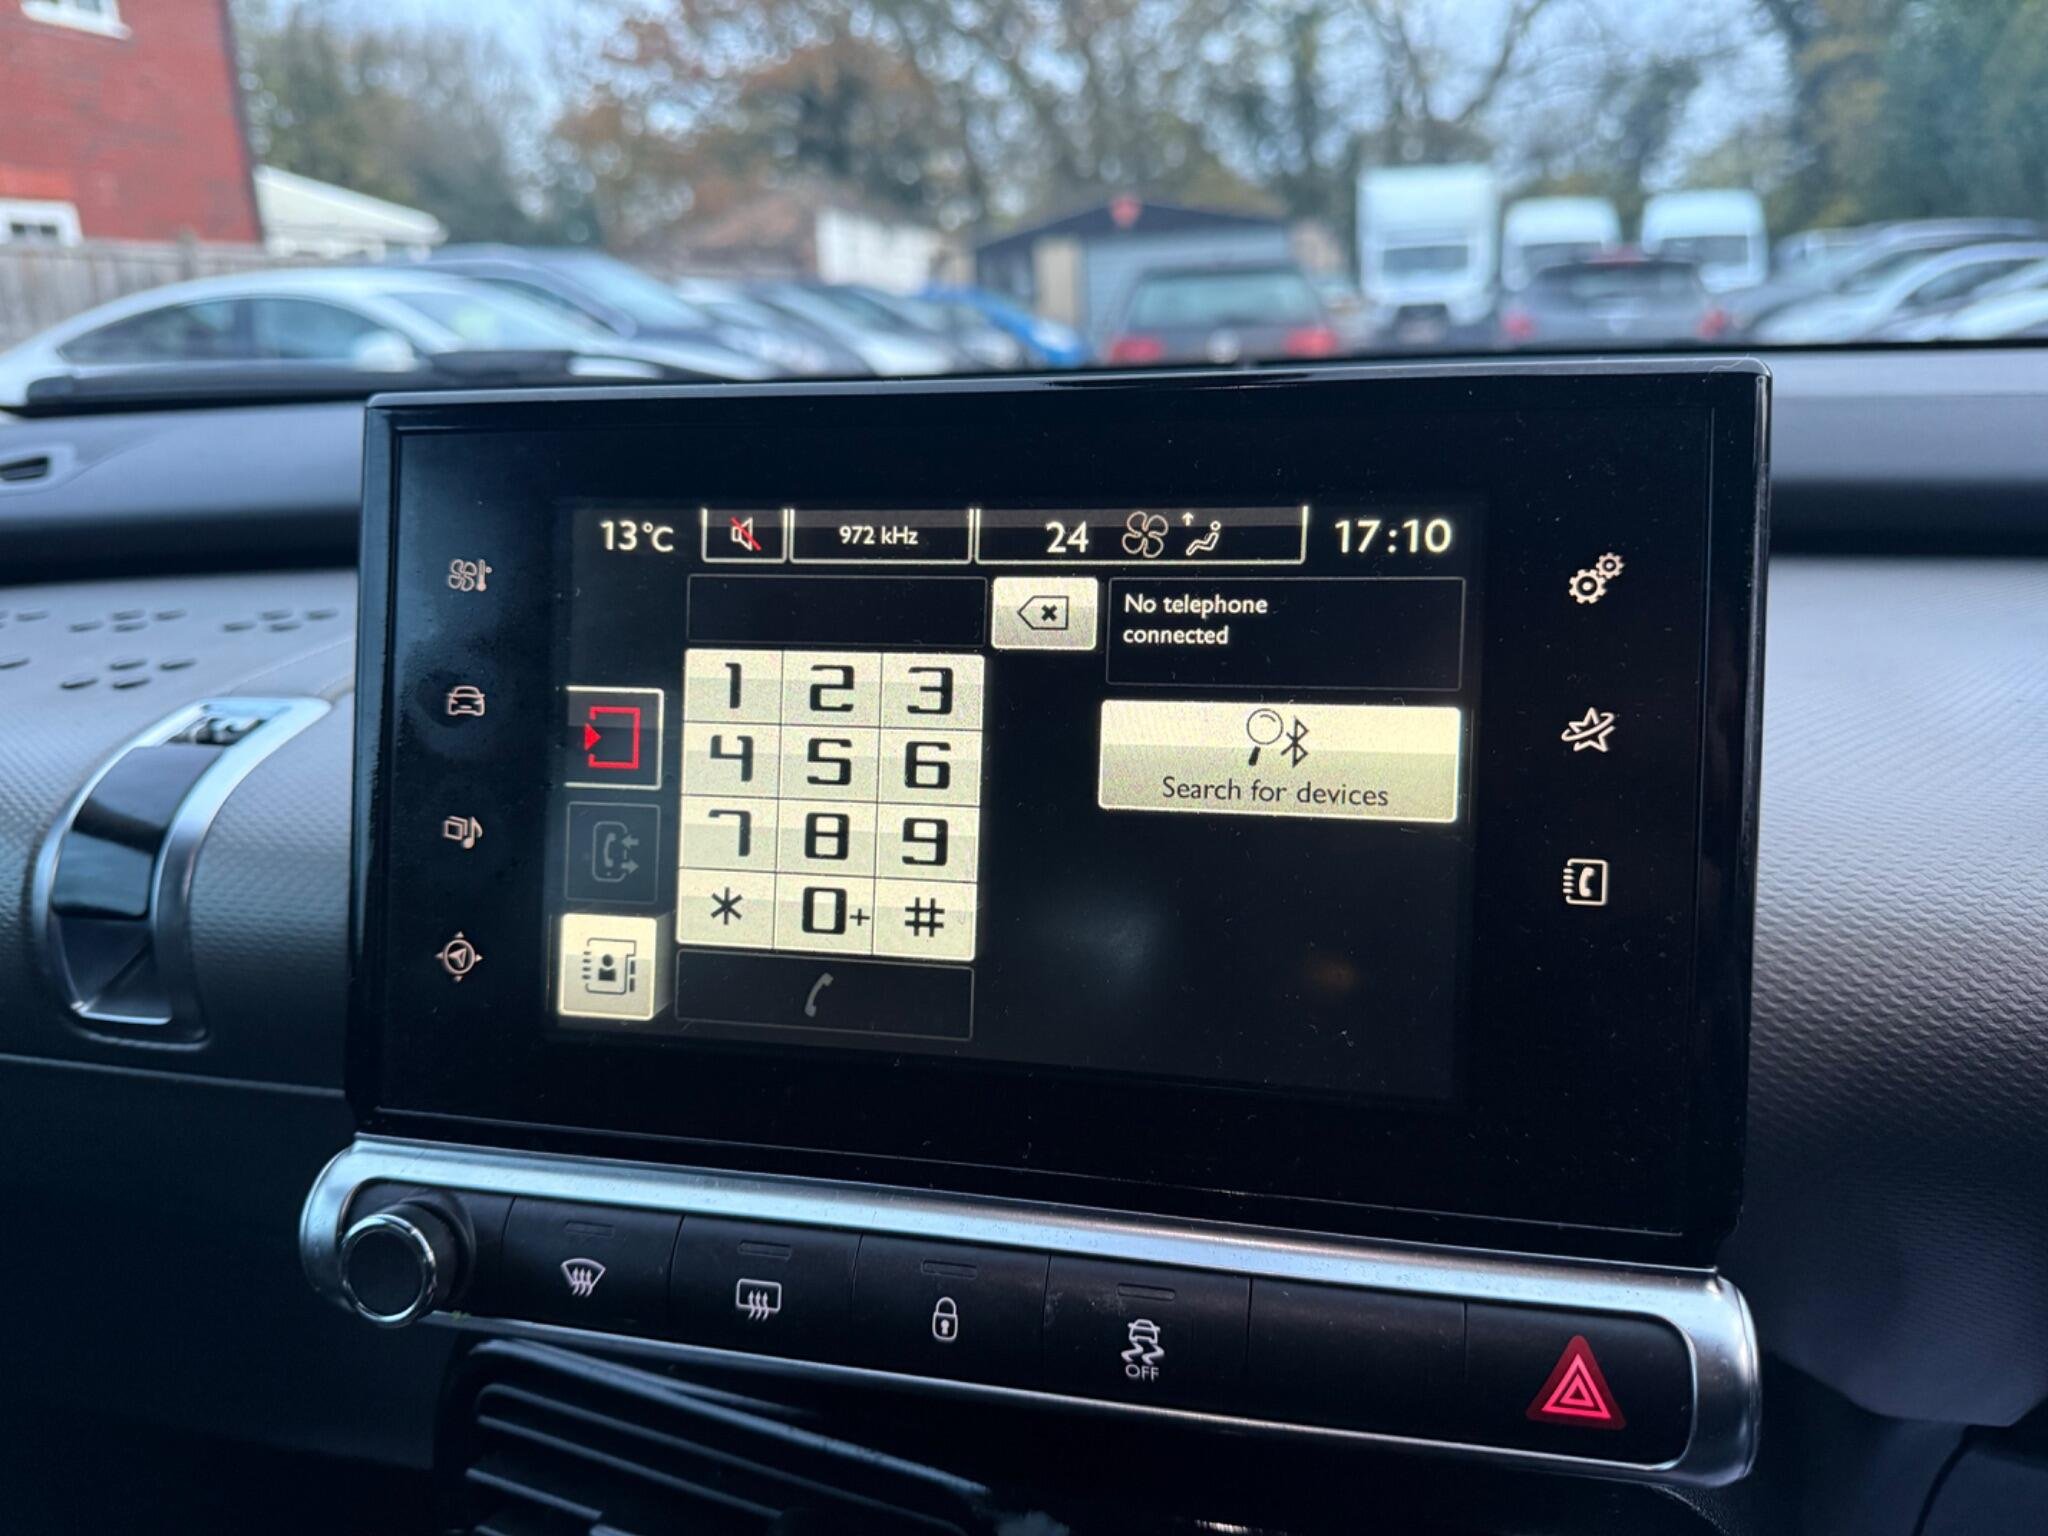 13°C
972 kHz
24
17:10
No telephone
connected
1 2 3
4 5 6
7 8 9
* 0+ #
Search for devices
OFF